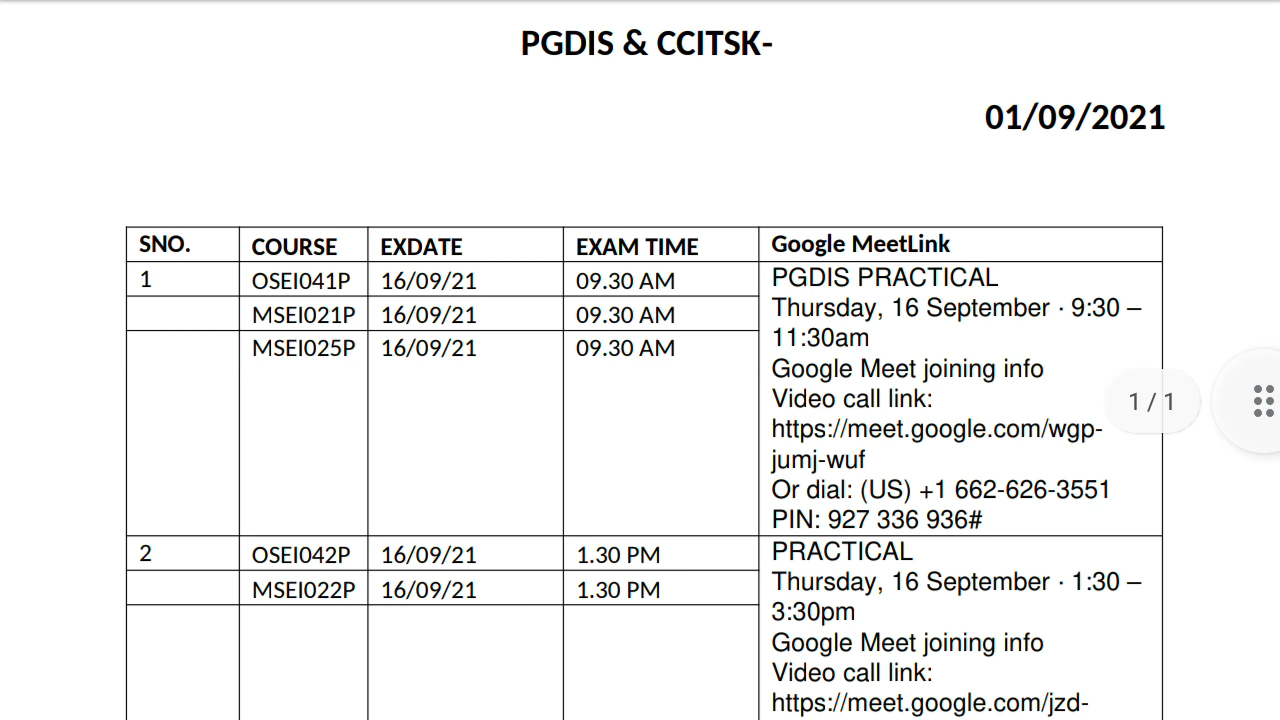 PGDIS & CCITSK-
01/09/2021
SNO. COURSE EXDATE EXAM TIME Google MeetLink
1 OSEI041P 16/09/21 09.30 AM
MSEI021P 16/09/21 09.30 AM
MSEI025P 16/09/21 09.30 AM
PGDIS PRACTICAL
Thursday, 16 September · 9:30 –
11:30am
Google Meet joining info
Video call link:
https://meet.google.com/wgp-
jumj-wuf
Or dial: (US) +1 662-626-3551
PIN: 927 336 936#
1 / 1
2 OSEI042P 16/09/21 1.30 PM
MSEI022P 16/09/21 1.30 PM
PRACTICAL
Thursday, 16 September · 1:30 –
3:30pm
Google Meet joining info
Video call link:
https://meet.google.com/jzd-